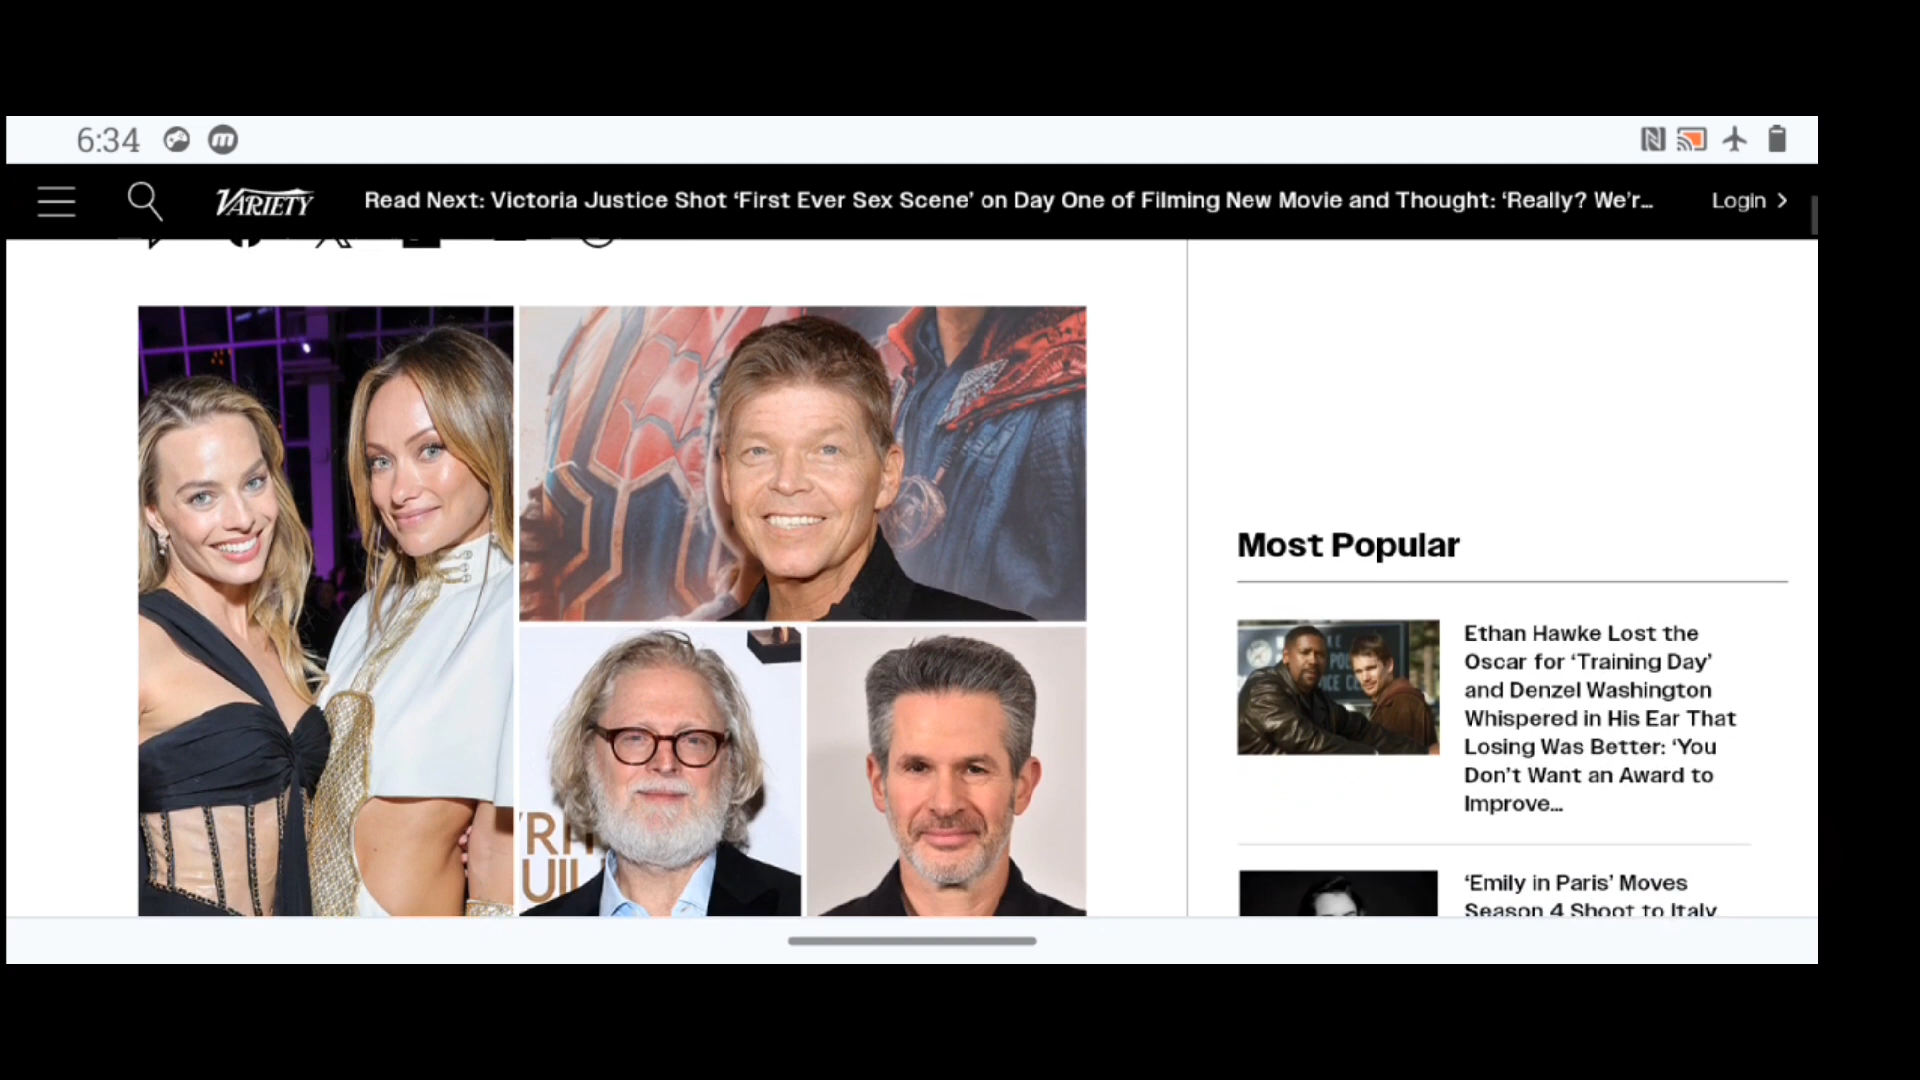 6:34
VARIETY
Read Next: Victoria Justice Shot ‘First Ever Sex Scene’ on Day One of Filming New Movie and Thought: ‘Really? We’r...
Login
YRI
UIL
Most Popular
Ethan Hawke Lost the
Oscar for ‘Training Day’
and Denzel Washington
Whispered in His Ear That
Losing Was Better: ‘You
Don’t Want an Award to
Improve...
‘Emily in Paris’ Moves
Season 4 Shoot to Italy